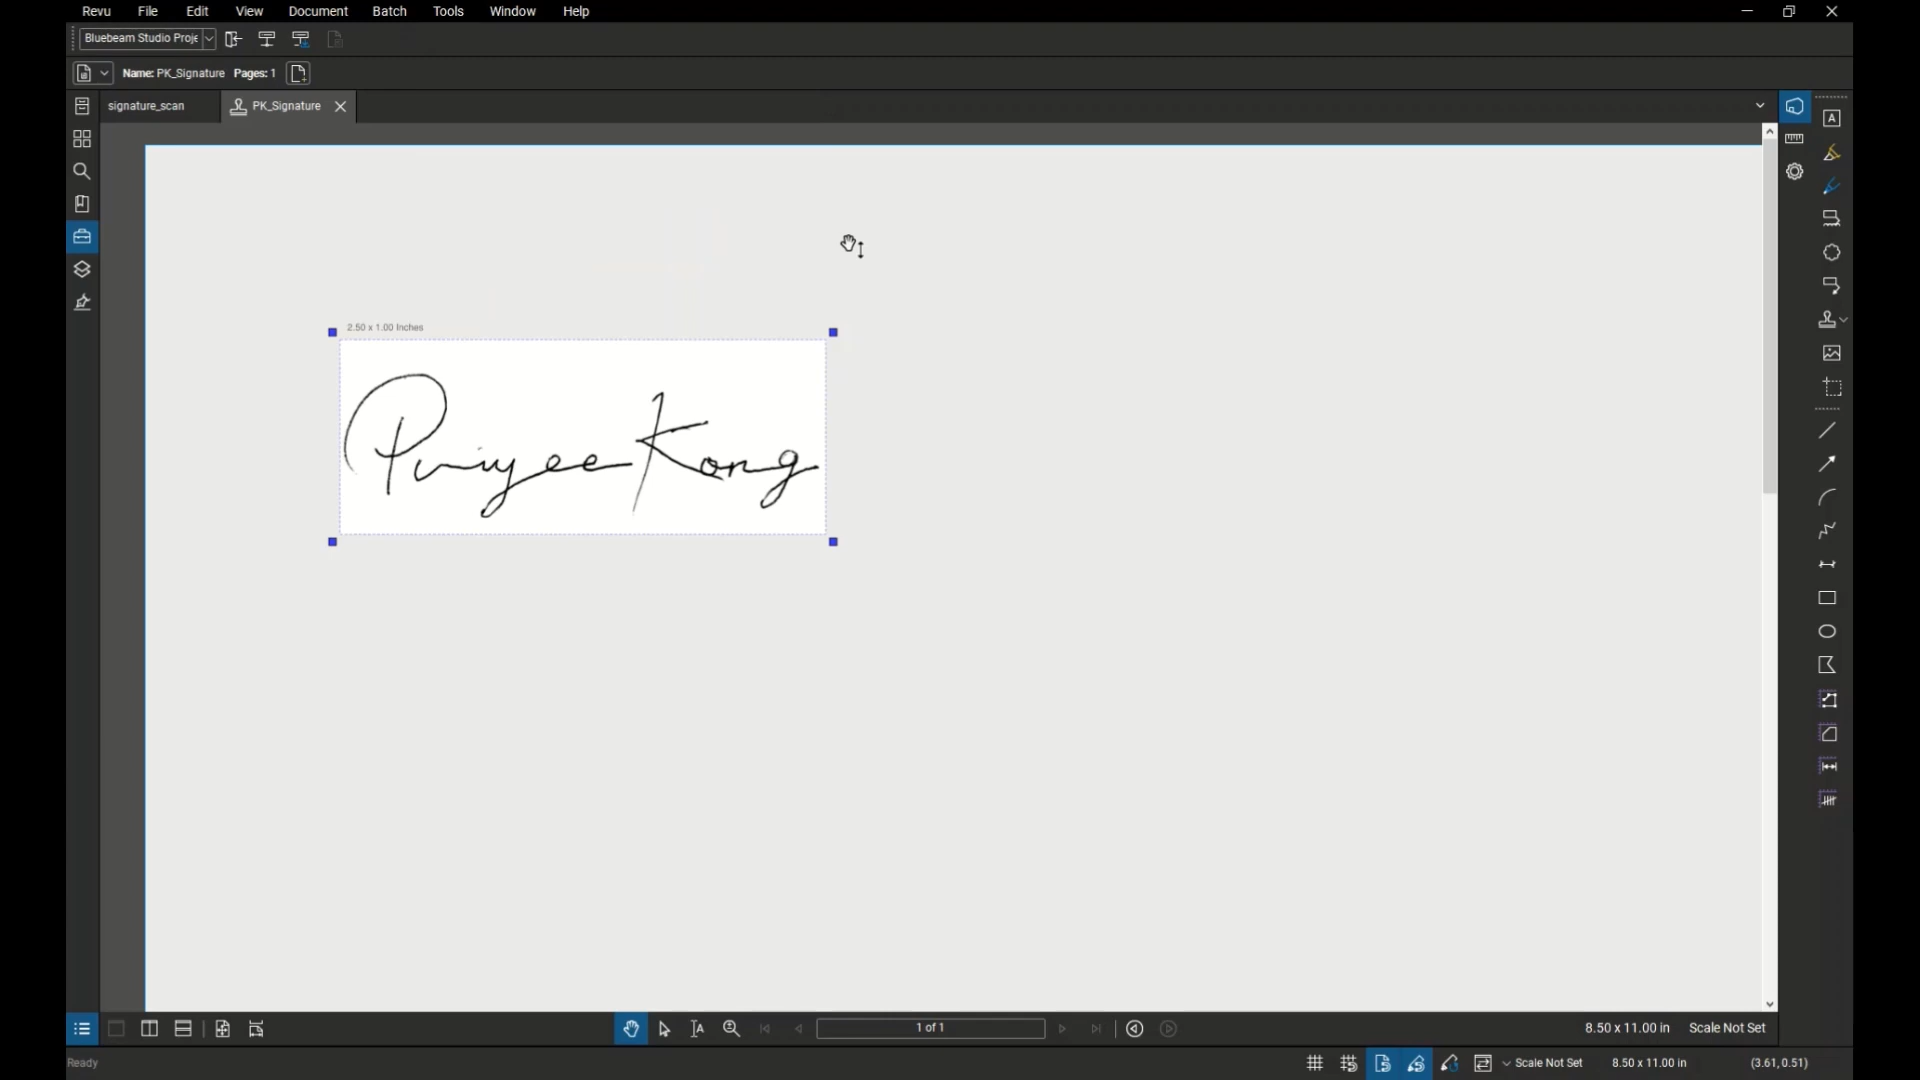 Revu File Edit View Document Batch Tools Window Help
Bluebeam Studio Proje
Name: PK_Signature Pages: 1
signature_scan PK_Signature
2.50 x 1.00 Inches
Puiyee Kong
1 of 1
8.50 x 11.00 in Scale Not Set
Ready
Scale Not Set 8.50 x 11.00 in (3.61, 0.51)